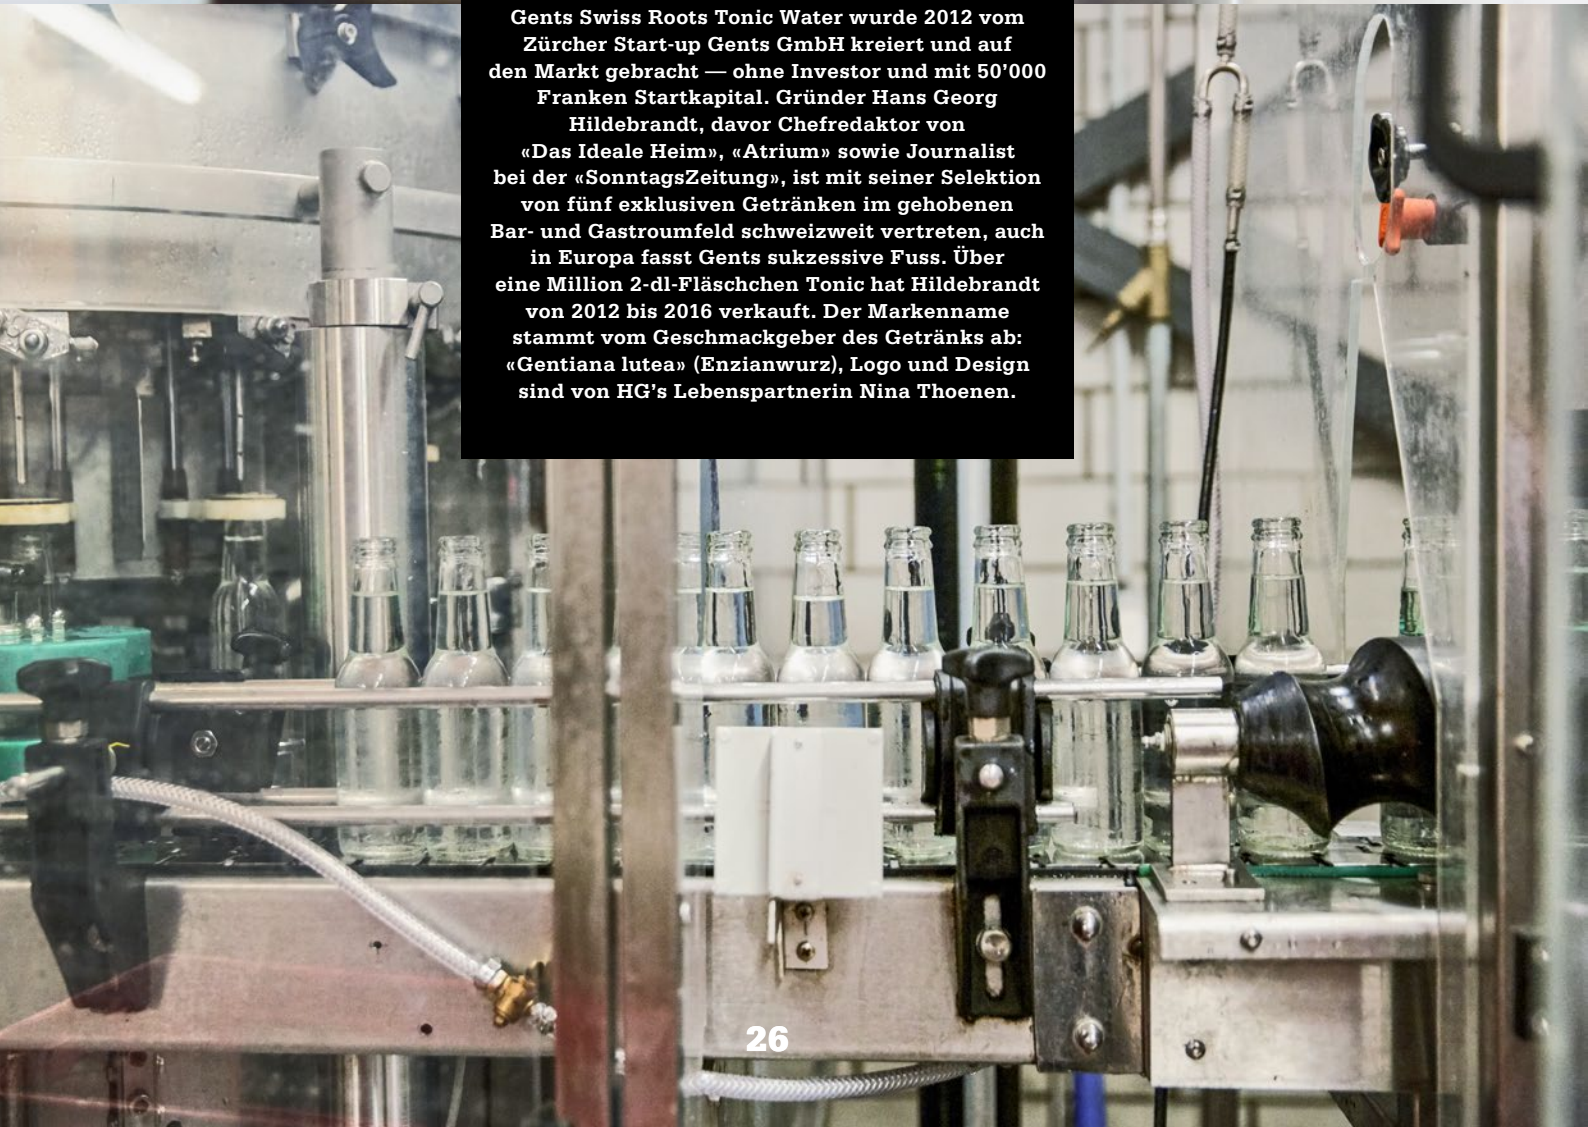 Gents Swiss Roots Tonic Water wurde 2012 vom
Zürcher Start-up Gents GmbH kreiert und auf
den Markt gebracht — ohne Investor und mit 50’000
Franken Startkapital. Gründer Hans Georg
Hildebrandt, davor Chefredaktor von
«Das Ideale Heim», «Atrium» sowie Journalist
bei der «SonntagsZeitung», ist mit seiner Selektion
von fünf exklusiven Getränken im gehobenen
Bar- und Gastroumfeld schweizweit vertreten, auch
in Europa fasst Gents sukzessive Fuss. Über
eine Million 2-dl-Fläschchen Tonic hat Hildebrandt
von 2012 bis 2016 verkauft. Der Markenname
stammt vom Geschmackgeber des Getränks ab:
«Gentiana lutea» (Enzianwurz), Logo und Design
sind von HG’s Lebenspartnerin Nina Thoenen.
26